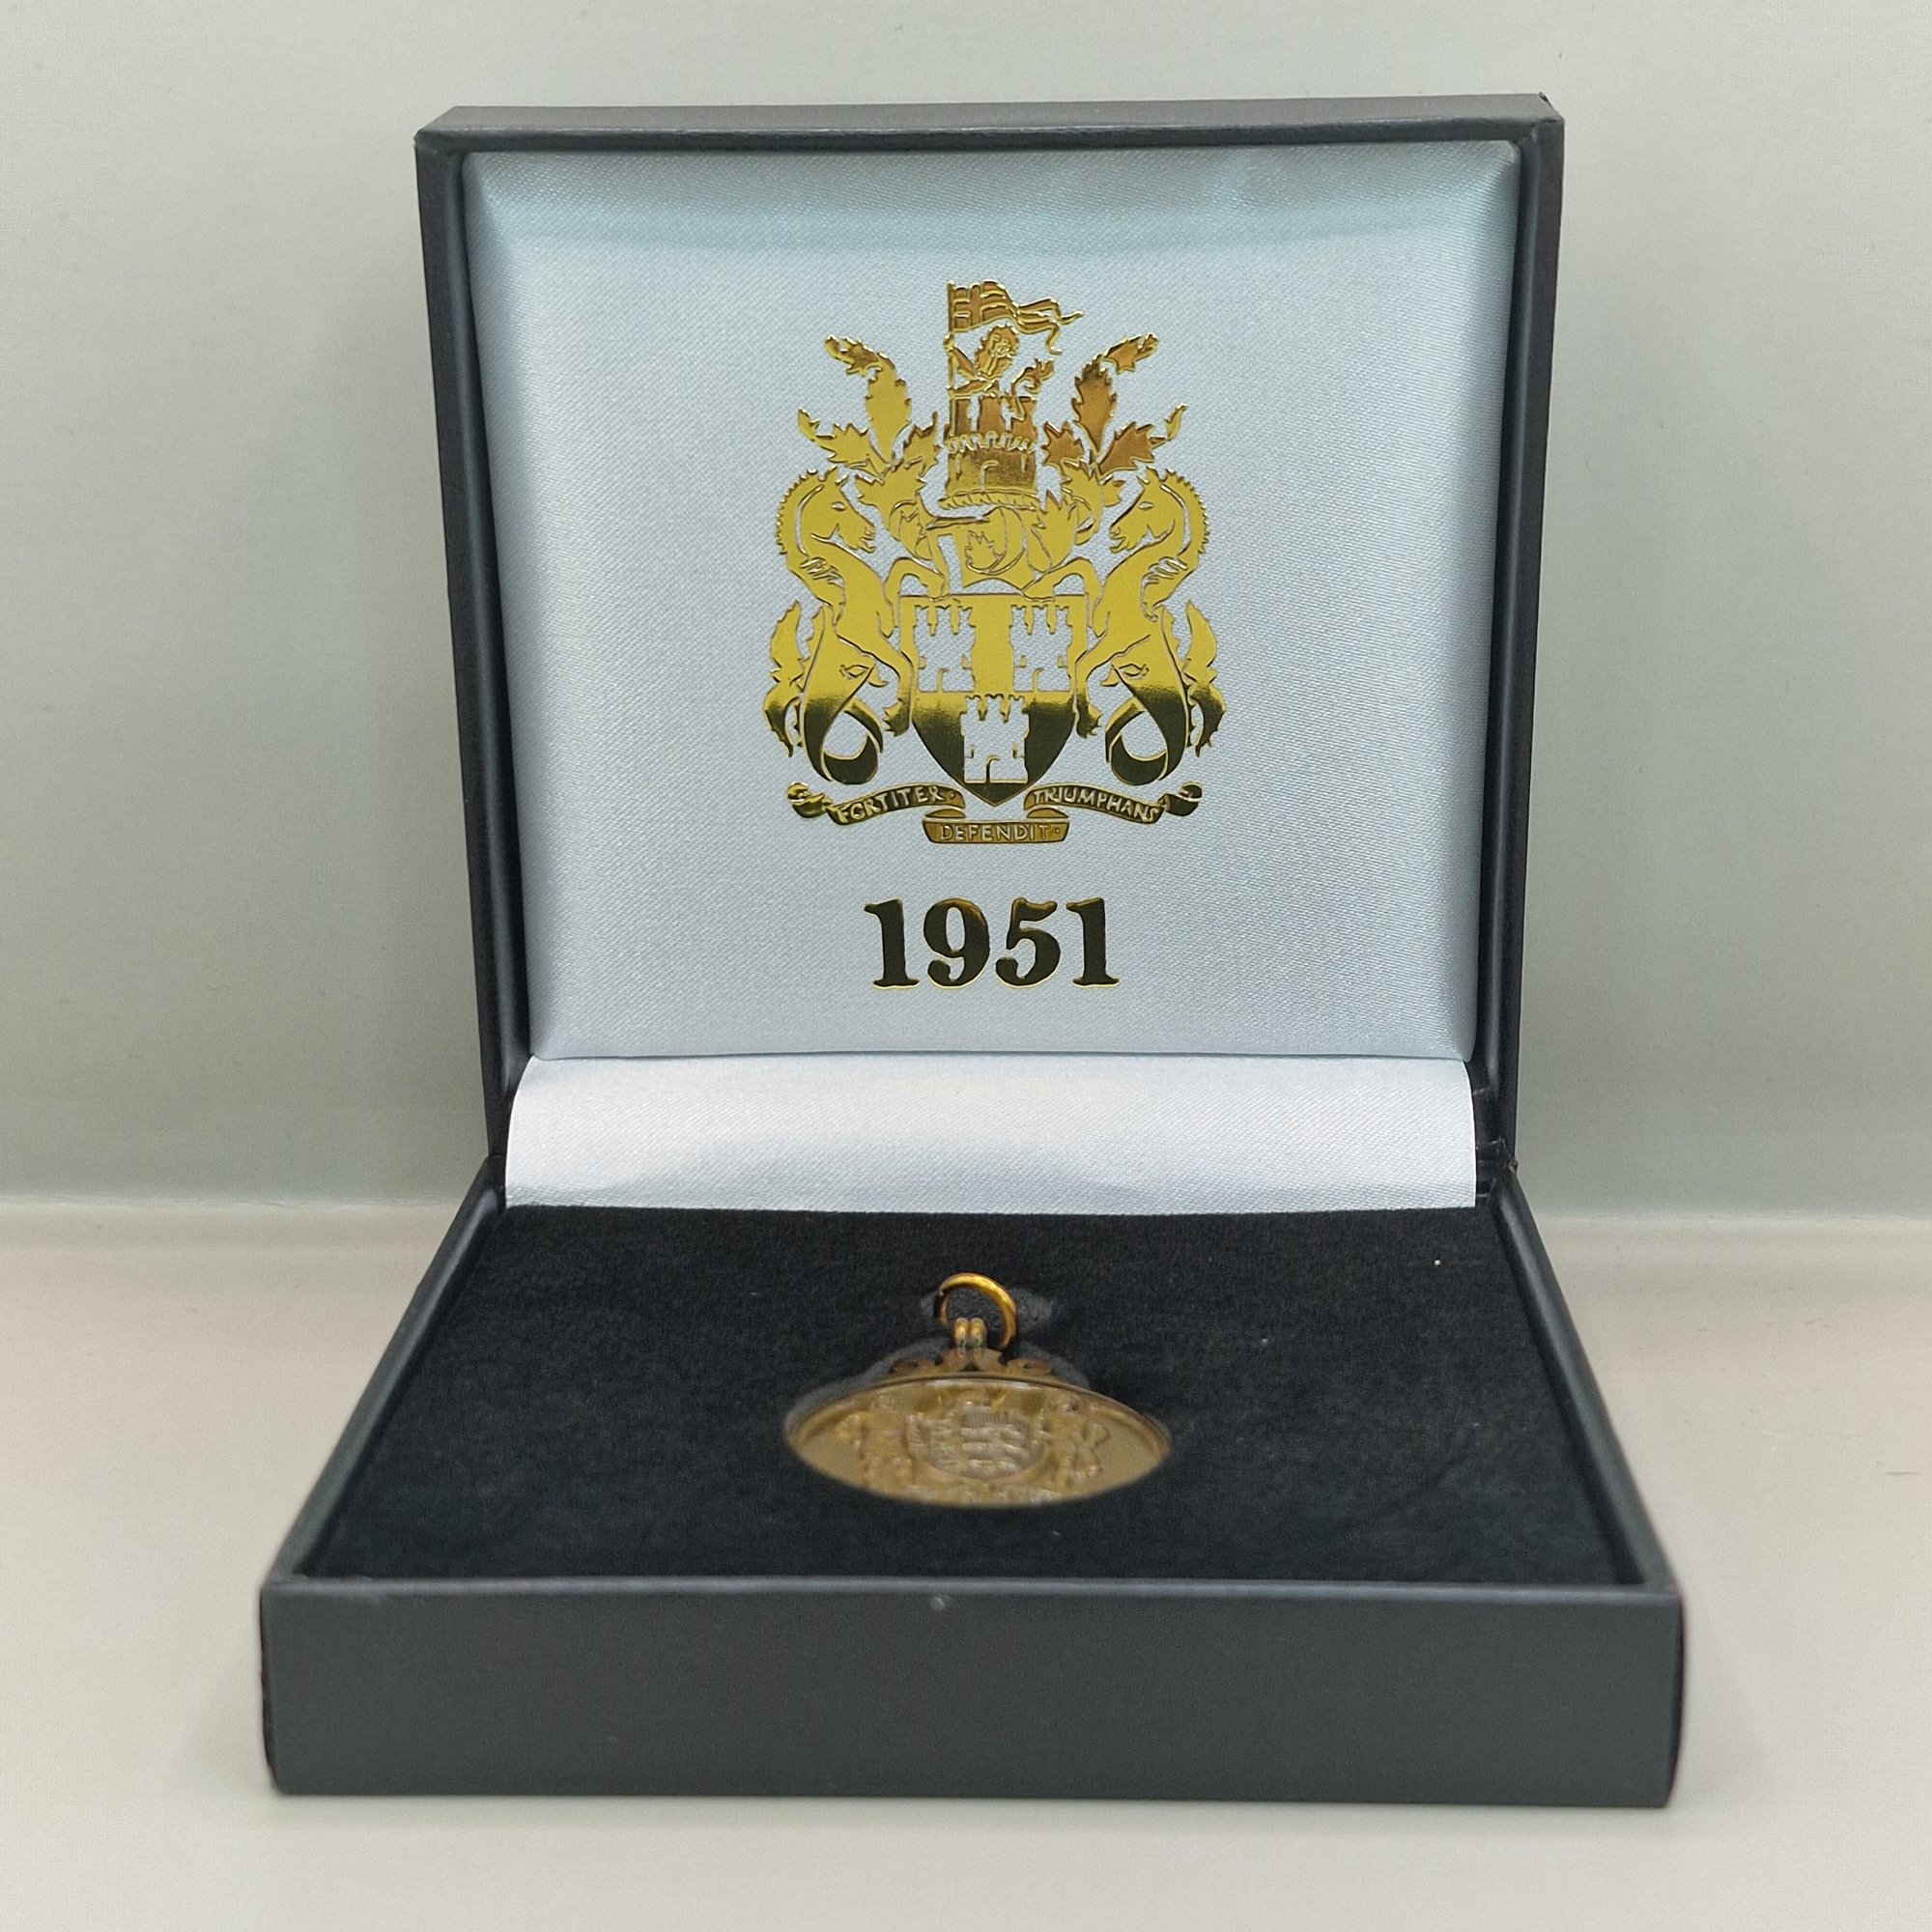 FORTITER · DEFENDIT · TRIUMPHANS
1951